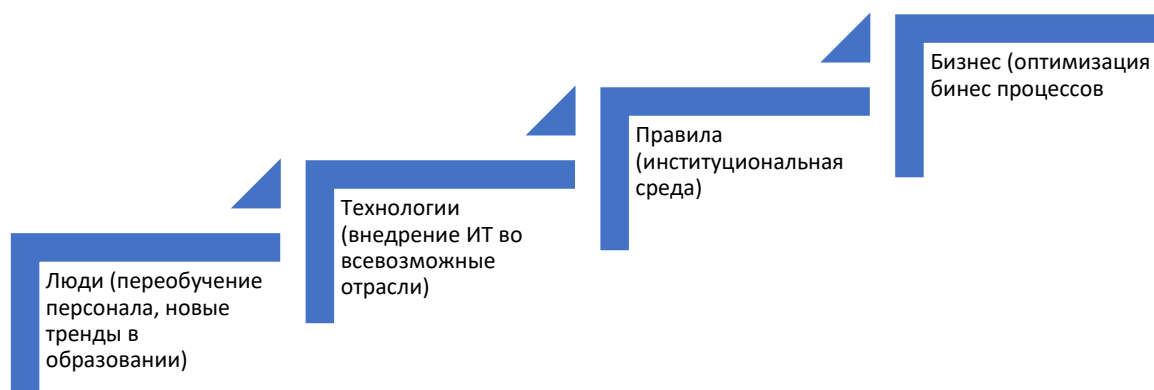 Бизнес (оптимизация
бинес процессов
Правила
(институциональная
среда)
Технологии
(внедрение ИТ во
всевозможные
отрасли)
Люди (переобучение
персонала, новые
тренды в
образовании)